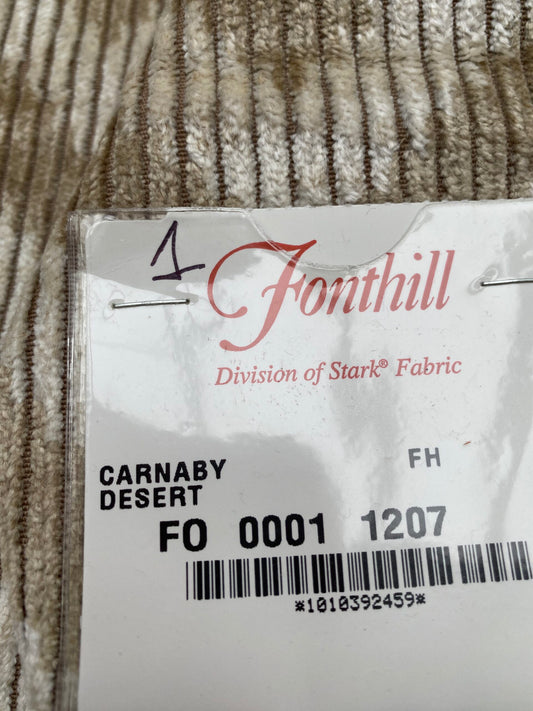 1
Fonthill
Division of Stark® Fabric
FH
CARNABY
DESERT
FO 0001 1207
*1010392459*